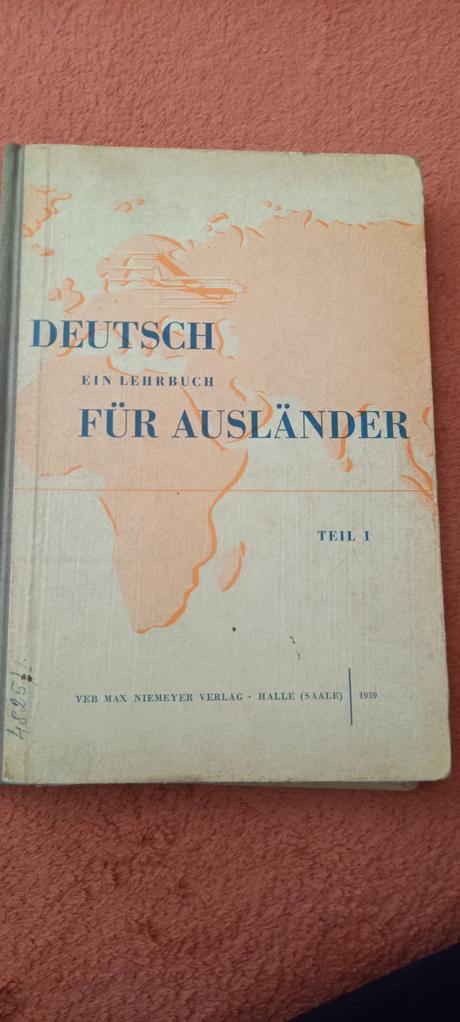 DEUTSCH
EIN LEHRBUCH
FÜR AUSLÄNDER
TEIL I
VEB MAX NIEMEYER VERLAG · HALLE (SAALE) | 1959